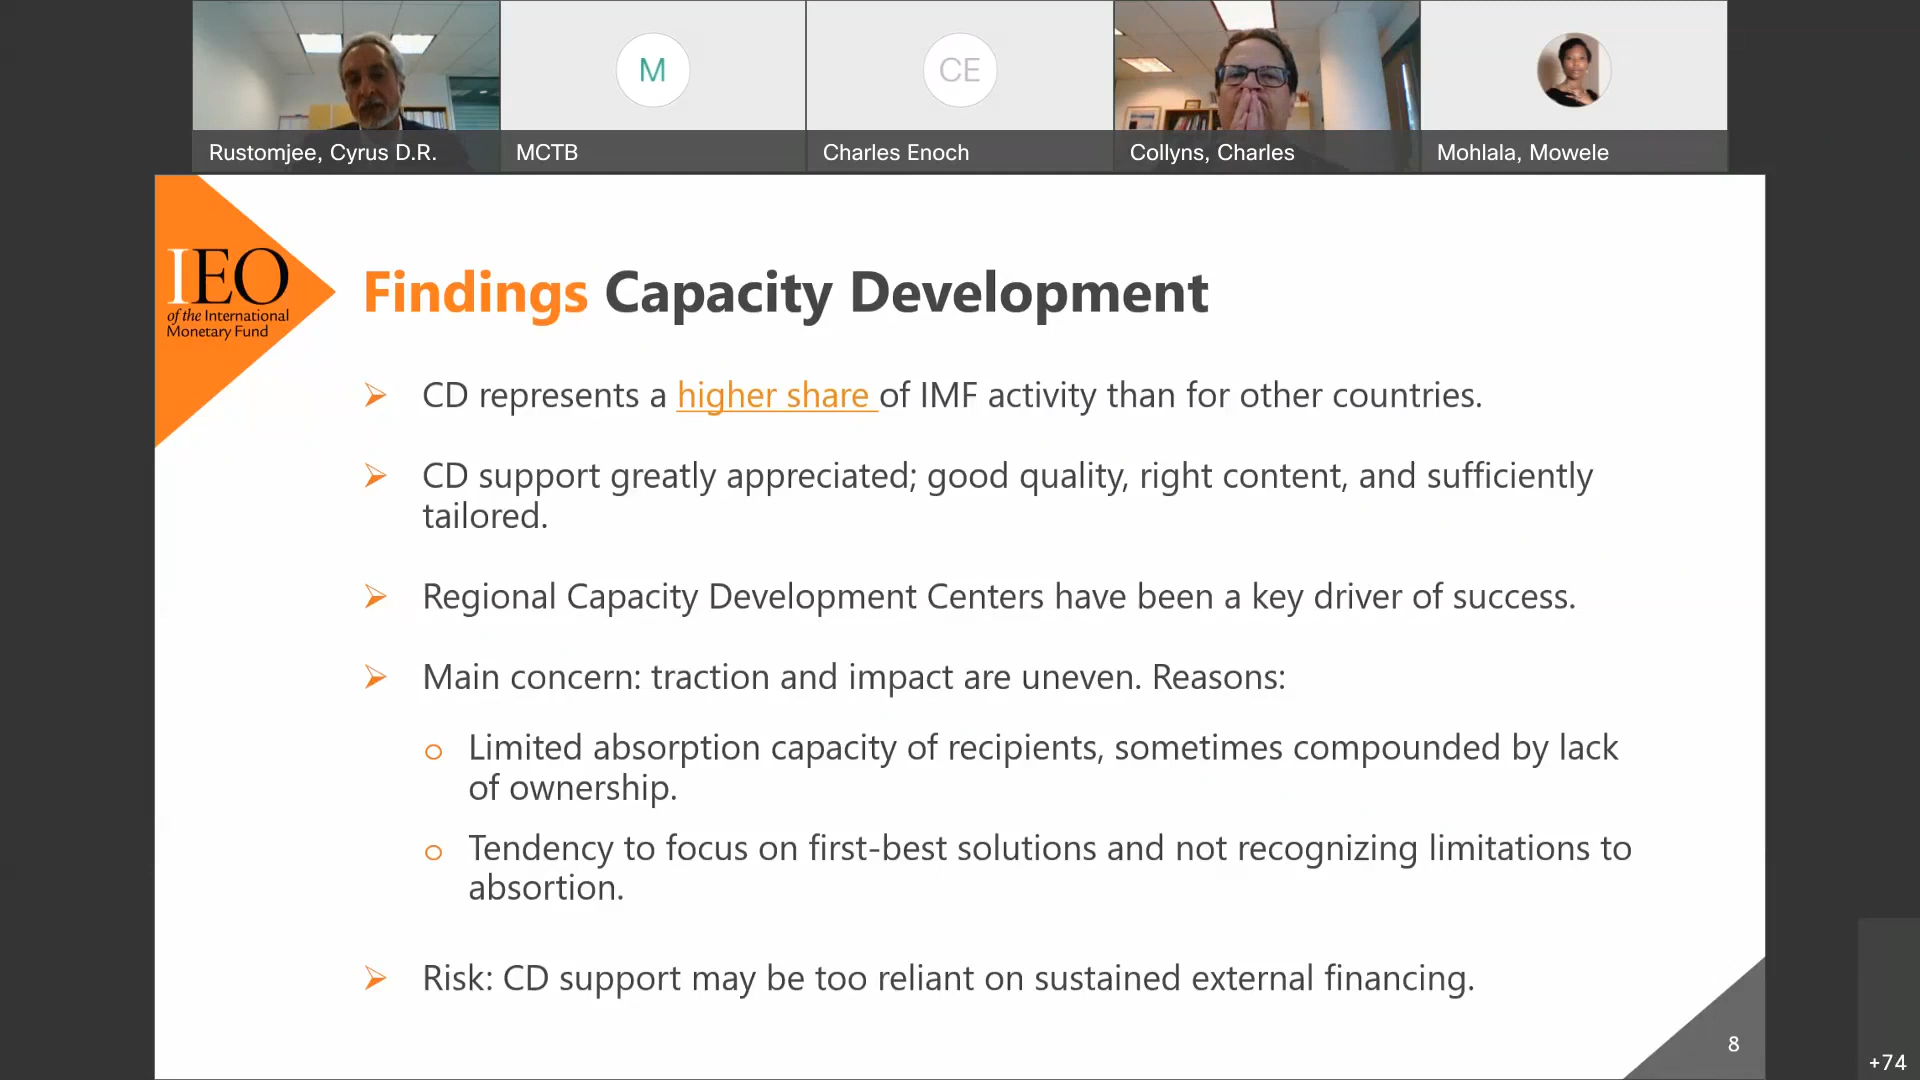 M
CE
Rustomjee, Cyrus D.R.
MCTB
Charles Enoch
Collyns, Charles
Mohlala, Mowele
IEO
of the International
Monetary Fund
Findings Capacity Development
CD represents a higher share of IMF activity than for other countries.
CD support greatly appreciated; good quality, right content, and sufficiently
tailored.
Regional Capacity Development Centers have been a key driver of success.
Main concern: traction and impact are uneven. Reasons:
Limited absorption capacity of recipients, sometimes compounded by lack
of ownership.
Tendency to focus on first-best solutions and not recognizing limitations to
absortion.
Risk: CD support may be too reliant on sustained external financing.
8
+74